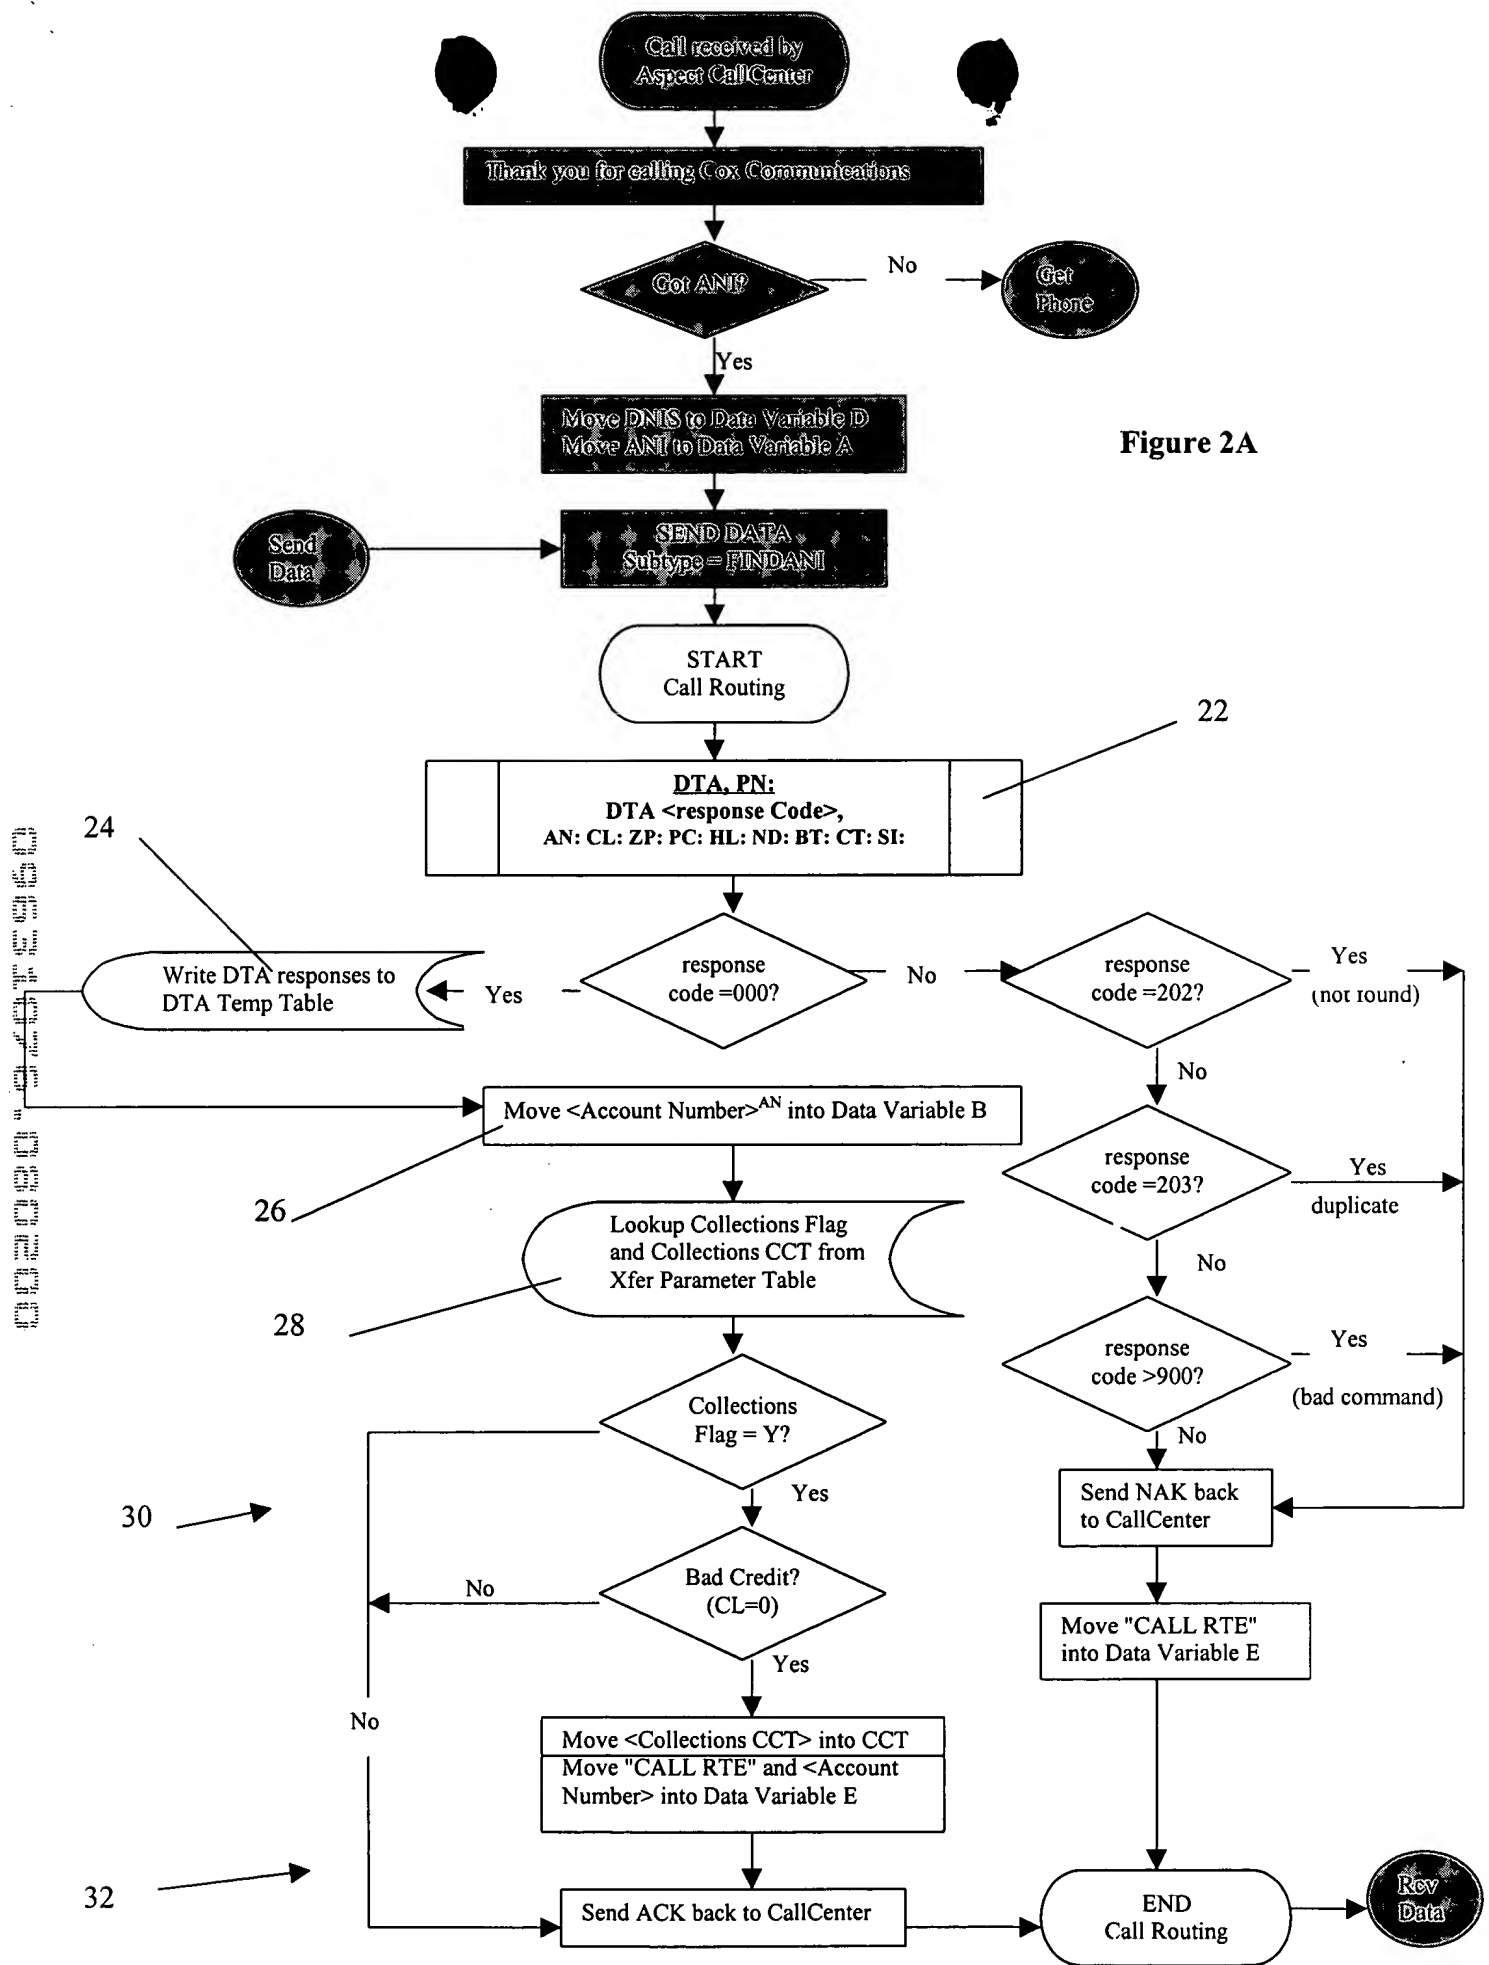 Call received by
Aspect CallCenter
Thank you for calling Cox Communications
Got ANI?
No
Get
Phone
Yes
Move DNIS to Data Variable D
Move ANI to Data Variable A
Figure 2A
Send
Data
SEND DATA
Subtype = FINDANI
START
Call Routing
22
DTA, PN:
DTA <response Code>,
AN: CL: ZP: PC: HL: ND: BT: CT: SI:
24
Write DTA responses to
DTA Temp Table
Yes
response
code =000?
No
response
code =202?
Yes
(not found)
No
Move <Account Number>AN into Data Variable B
26
response
code =203?
Yes
duplicate
No
Lookup Collections Flag
and Collections CCT from
Xfer Parameter Table
28
response
code >900?
Yes
(bad command)
No
Collections
Flag = Y?
Yes
30
Send NAK back
to CallCenter
Bad Credit?
(CL=0)
No
Yes
Move "CALL RTE"
into Data Variable E
No
Move <Collections CCT> into CCT
Move "CALL RTE" and <Account
Number> into Data Variable E
32
Send ACK back to CallCenter
END
Call Routing
Rcv
Data
09631076.080200